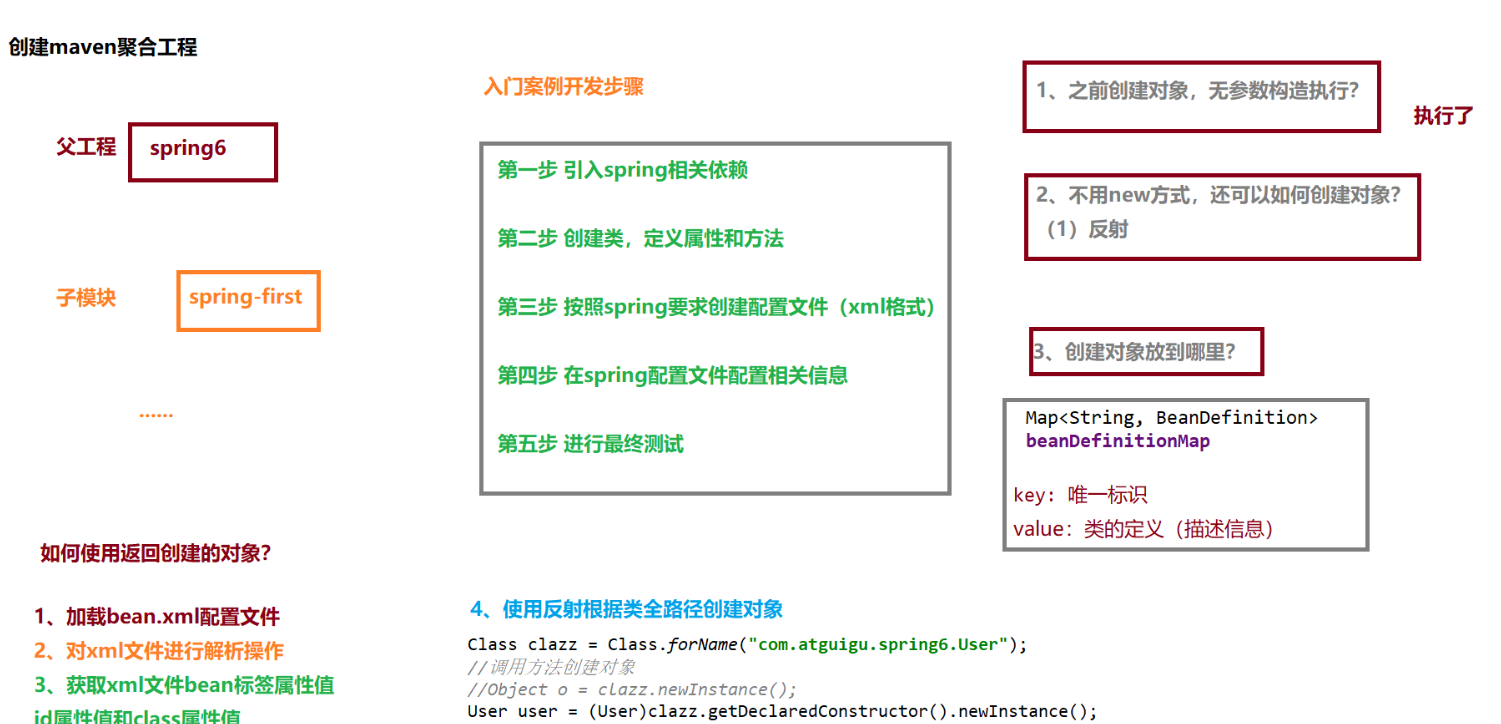 创建maven聚合工程
父工程
spring6
子模块
spring-first
......
入门案例开发步骤
第一步 引入spring相关依赖
第二步 创建类，定义属性和方法
第三步 按照spring要求创建配置文件（xml格式）
第四步 在spring配置文件配置相关信息
第五步 进行最终测试
1、之前创建对象，无参数构造执行？
执行了
2、不用new方式，还可以如何创建对象？
（1）反射
3、创建对象放到哪里？
Map<String, BeanDefinition>
beanDefinitionMap
key：唯一标识
value：类的定义（描述信息）
如何使用返回创建的对象？
1、加载bean.xml配置文件
2、对xml文件进行解析操作
3、获取xml文件bean标签属性值
id属性值和class属性值
4、使用反射根据类全路径创建对象
Class clazz = Class.forName("com.atguigu.spring6.User");
//调用方法创建对象
//Object o = clazz.newInstance();
User user = (User)clazz.getDeclaredConstructor().newInstance();